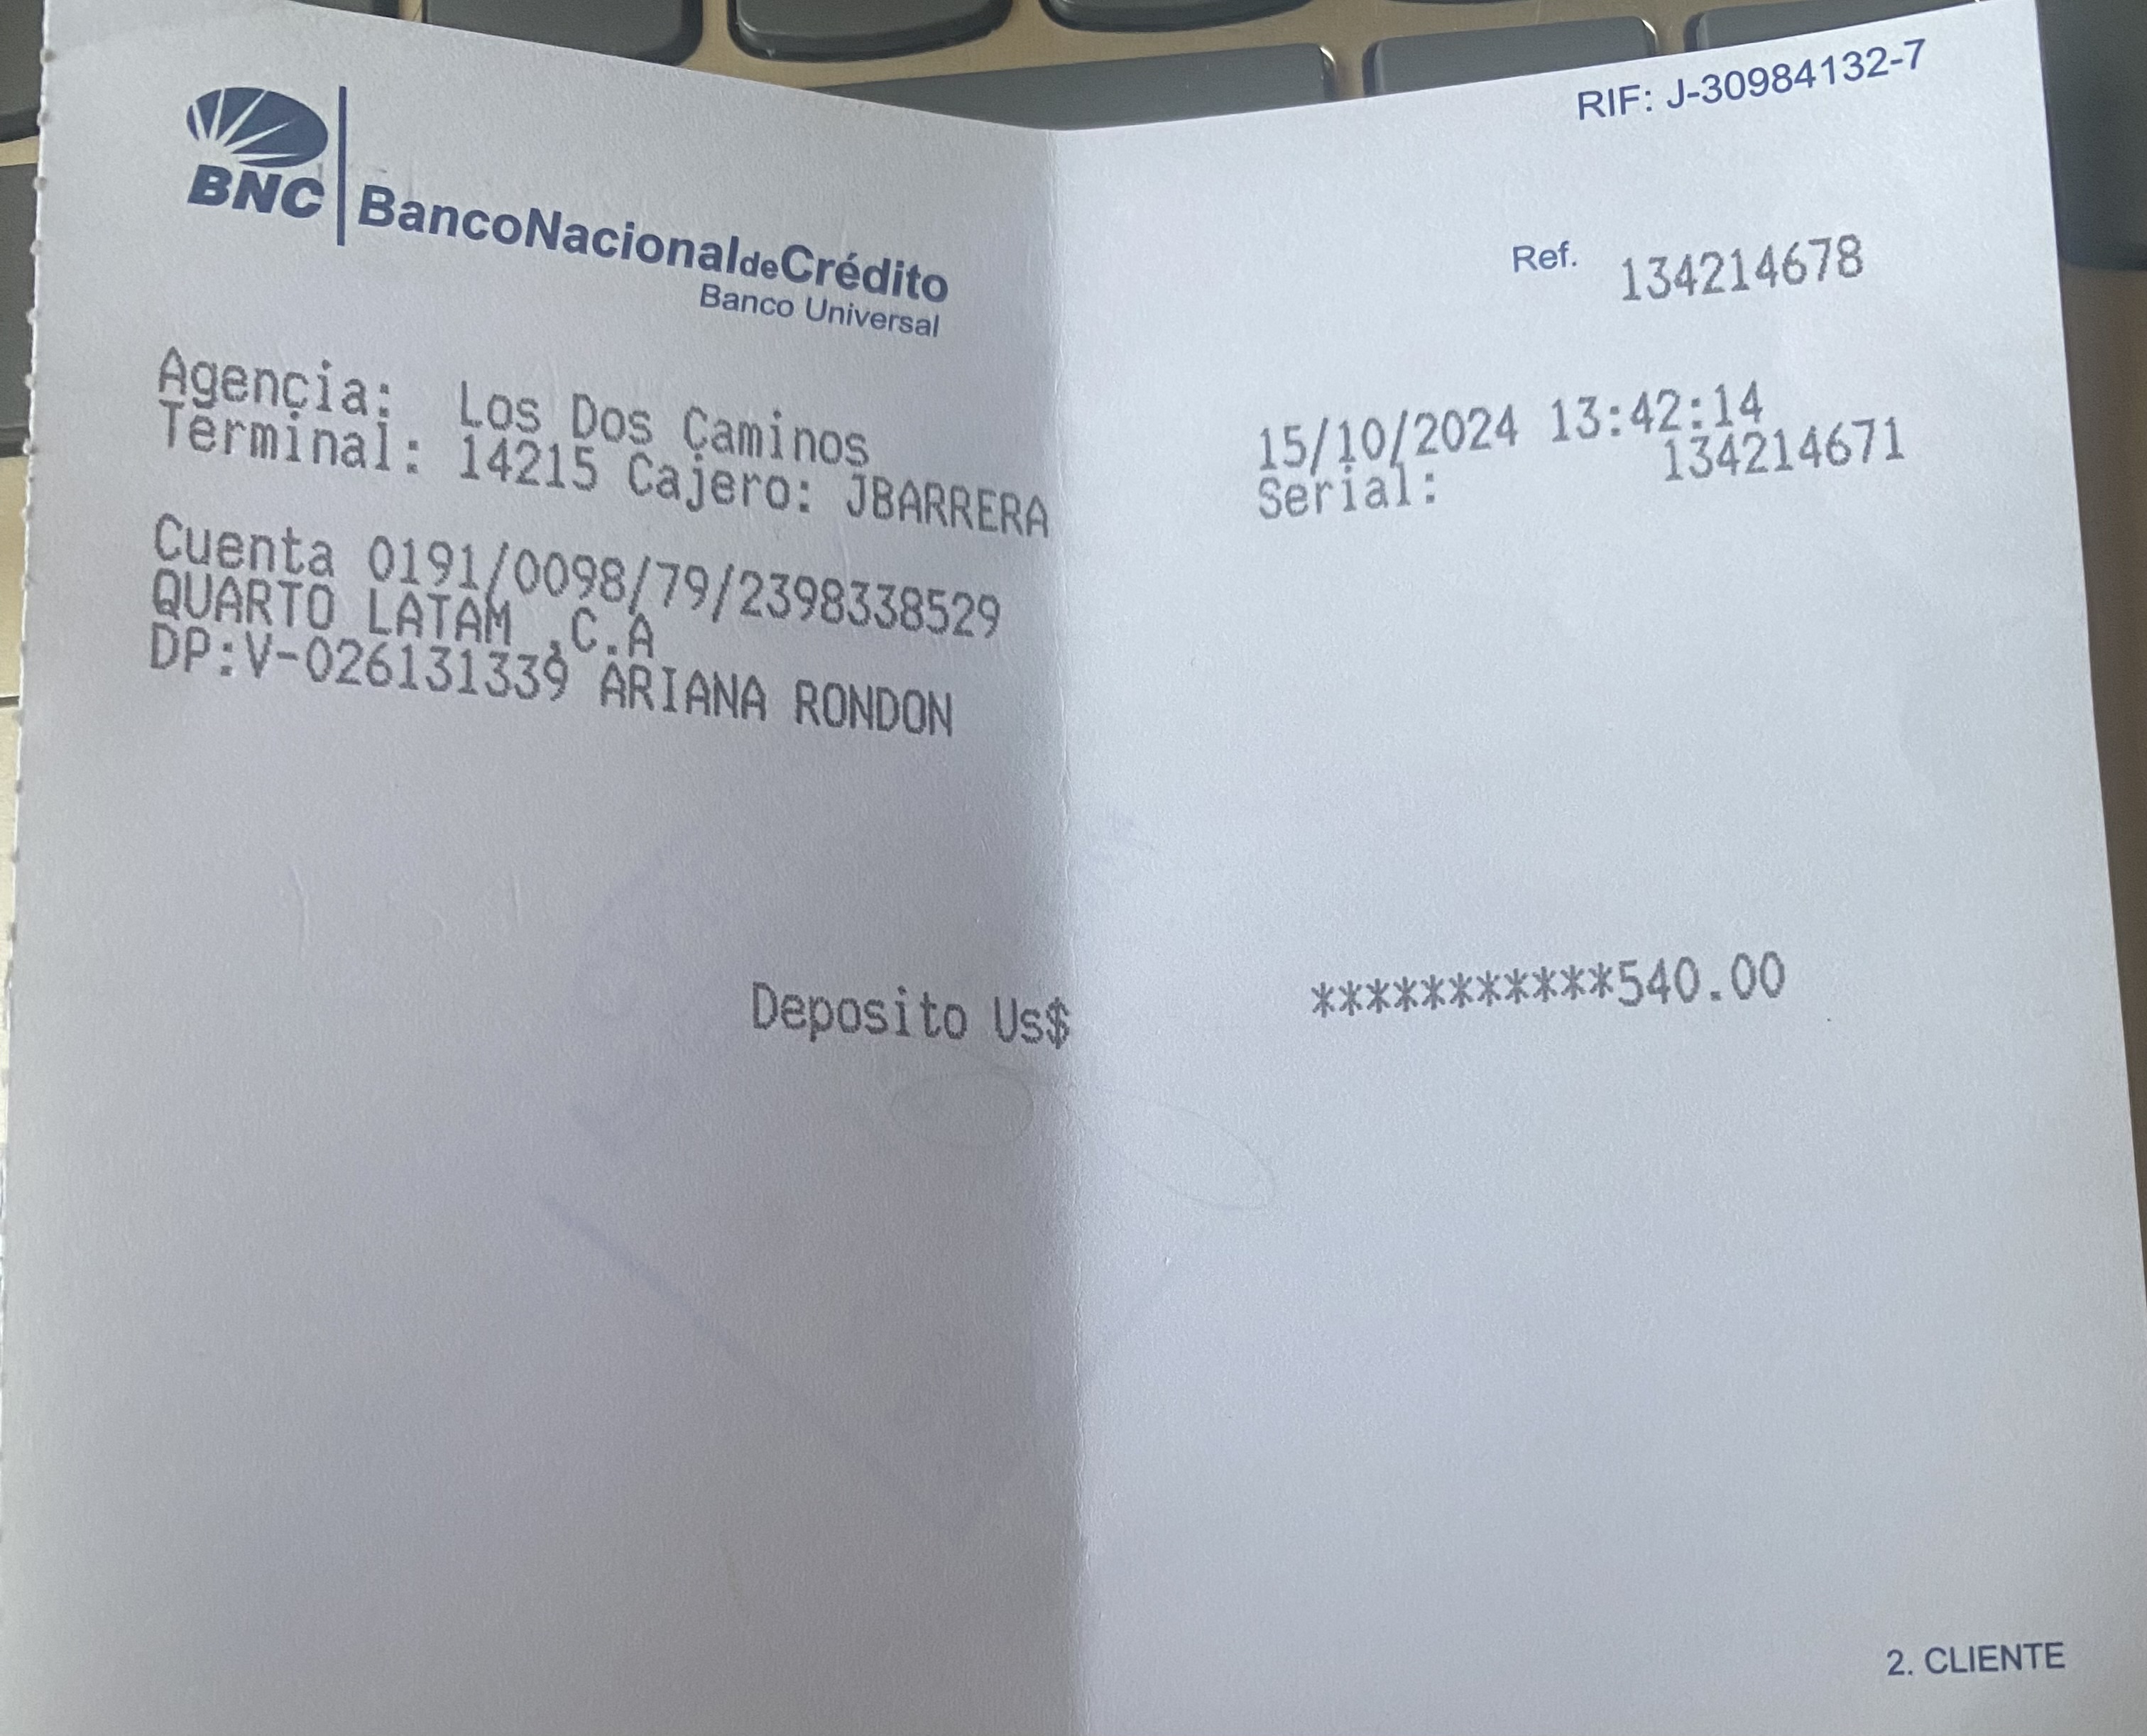 RIF: J-30984132-7
BNC
BancoNacionaldeCrédito
Banco Universal
Ref. 134214678
Agencia: Los Dos Caminos
15/10/2024 13:42:14
Terminal: 14215 Cajero: JBARRERA
Serial: 134214671
Cuenta 0191/0098/79/2398338529
QUARTO LATAM ,C.A
DP:V-026131339 ARIANA RONDON
Deposito Us$ ***********540.00
2. CLIENTE